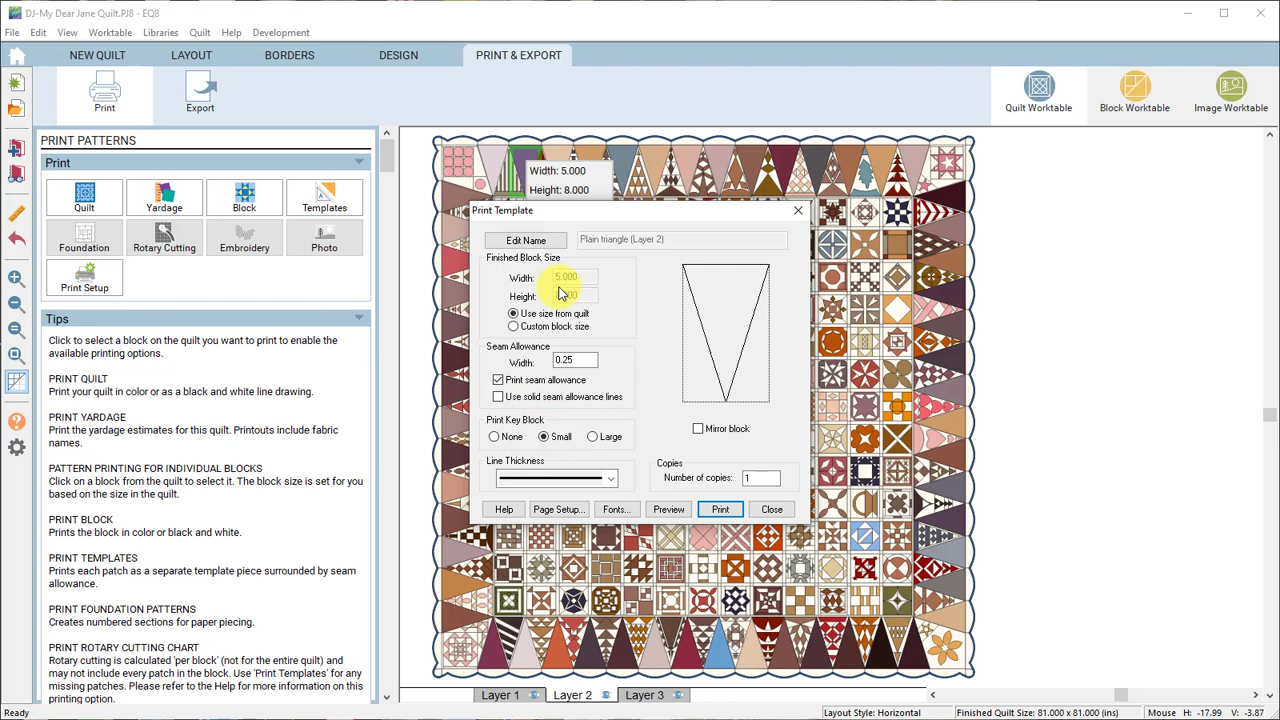 DJ-My Dear Jane Quilt.PJ8 - EQ8
File Edit View Worktable Libraries Quilt Help Development
NEW QUILT LAYOUT BORDERS DESIGN PRINT & EXPORT
Print Export Quilt Worktable Block Worktable Image Worktable
PRINT PATTERNS
Print
Quilt Yardage Block Templates
Foundation Rotary Cutting Embroidery Photo
Print Setup
Tips
Click to select a block on the quilt you want to print to enable the
available printing options.
PRINT QUILT
Print your quilt in color or as a black and white line drawing.
PRINT YARDAGE
Print the yardage estimates for this quilt. Printouts include fabric
names.
PATTERN PRINTING FOR INDIVIDUAL BLOCKS
Click on a block from the quilt to select it. The block size is set for you
based on the size in the quilt.
PRINT BLOCK
Prints the block in color or black and white.
PRINT TEMPLATES
Prints each patch as a separate template piece surrounded by seam
allowance.
PRINT FOUNDATION PATTERNS
Creates numbered sections for paper piecing.
PRINT ROTARY CUTTING CHART
Rotary cutting is calculated 'per block' (not for the entire quilt) and
may not include every patch in the block. Use 'Print Templates' for
any missing patches. Please refer to the Help for more information on this
printing option.
Width: 5.000
Height: 8.000
Print Template
Edit Name Plain triangle (Layer 2)
Finished Block Size
Width: 5.000
Height:
Use size from quilt
Custom block size
Seam Allowance
Width: 0.25
Print seam allowance
Use solid seam allowance lines
Print Key Block
None Small Large
Line Thickness
Mirror block
Copies
Number of copies: 1
Help Page Setup... Fonts... Preview Print Close
Layer 1 Layer 2 Layer 3
Ready Layout Style: Horizontal Finished Quilt Size: 81.000 x 81.000 (ins) Mouse H: -17.99 V: -3.87